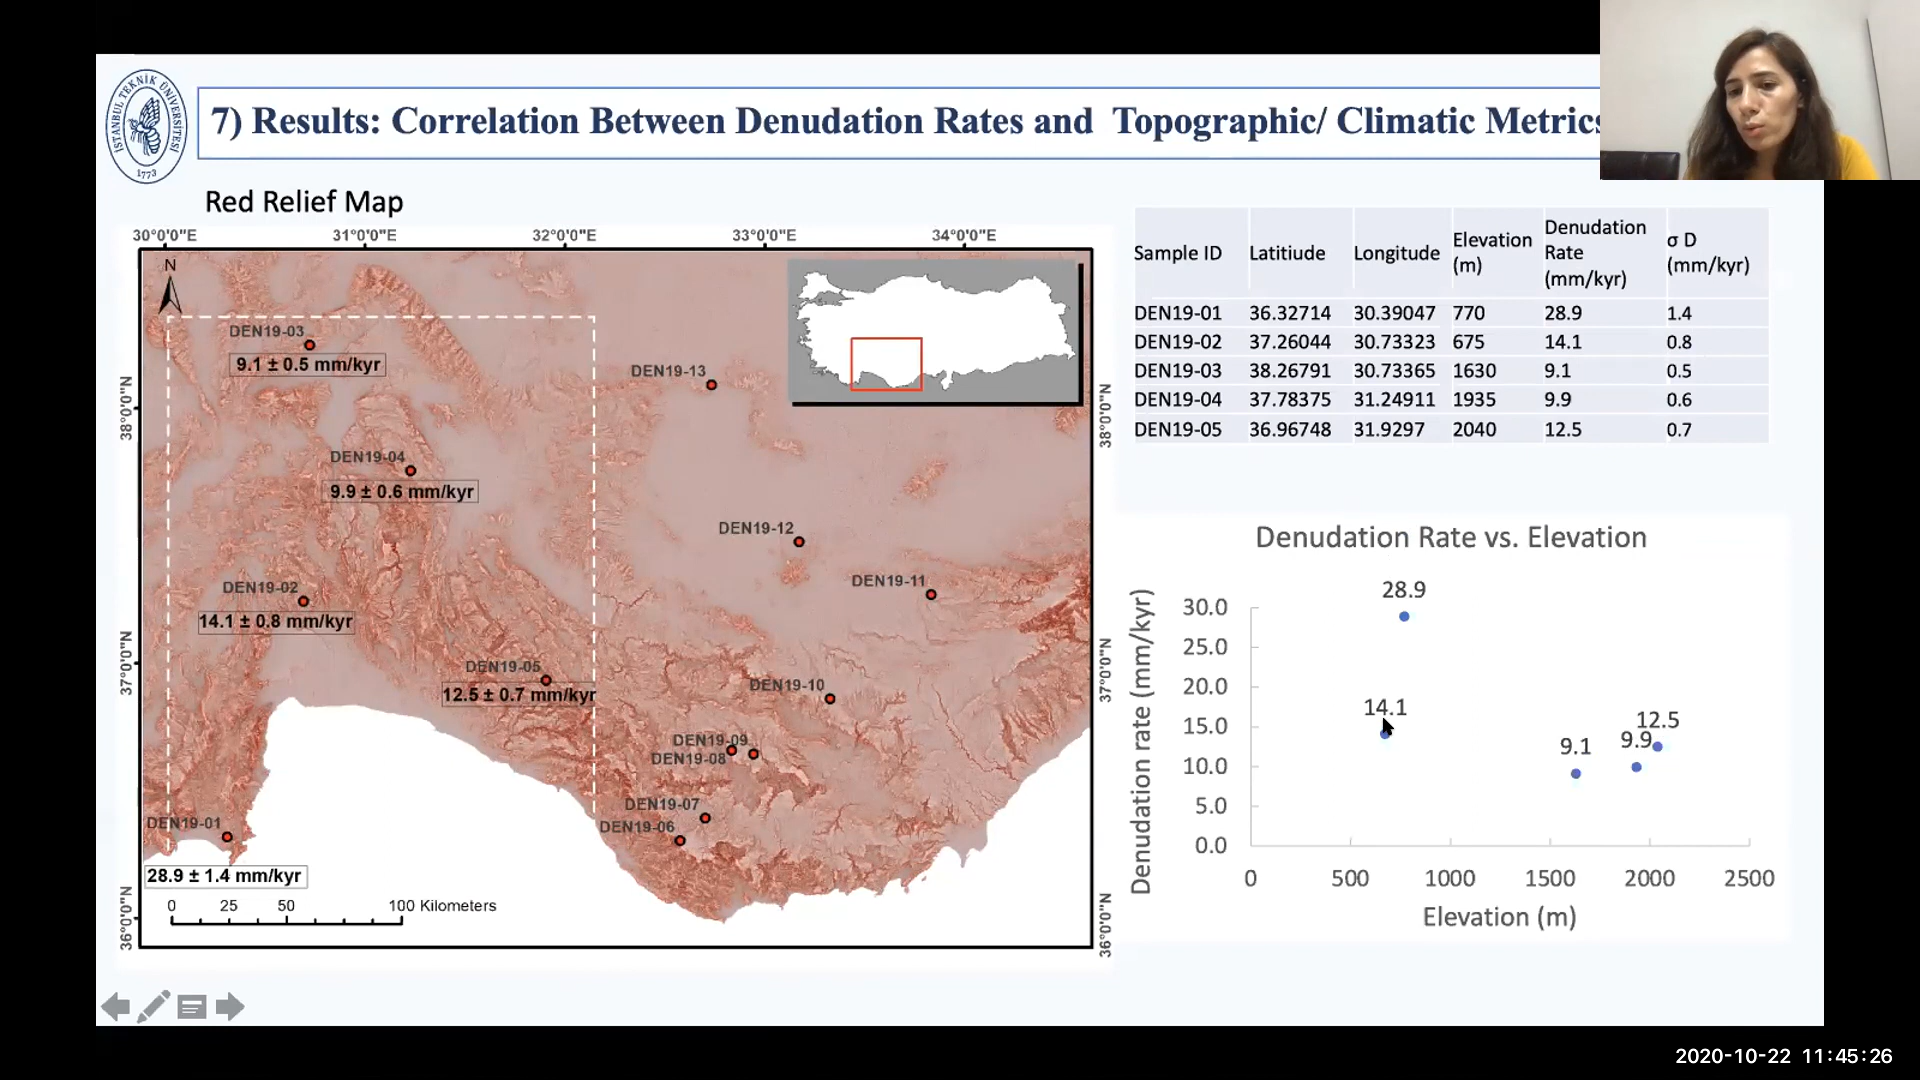 İSTANBUL TEKNİK ÜNİVERSİTESİ
1773
7) Results: Correlation Between Denudation Rates and Topographic/ Climatic Metrics
Red Relief Map
30°0'0"E 31°0'0"E 32°0'0"E 33°0'0"E 34°0'0"E
N
38°0'0"N
37°0'0"N
36°0'0"N
38°0'0"N
37°0'0"N
36°0'0"N
DEN19-03
9.1 ± 0.5 mm/kyr
DEN19-13
DEN19-04
9.9 ± 0.6 mm/kyr
DEN19-12
DEN19-11
DEN19-02
14.1 ± 0.8 mm/kyr
DEN19-05
12.5 ± 0.7 mm/kyr
DEN19-10
DEN19-09
DEN19-08
DEN19-07
DEN19-06
DEN19-01
28.9 ± 1.4 mm/kyr
0 25 50 100 Kilometers
Sample ID Latitiude Longitude Elevation (m) Denudation Rate (mm/kyr) σ D (mm/kyr)
DEN19-01 36.32714 30.39047 770 28.9 1.4
DEN19-02 37.26044 30.73323 675 14.1 0.8
DEN19-03 38.26791 30.73365 1630 9.1 0.5
DEN19-04 37.78375 31.24911 1935 9.9 0.6
DEN19-05 36.96748 31.9297 2040 12.5 0.7
Denudation Rate vs. Elevation
Denudation rate (mm/kyr)
30.0
25.0
20.0
15.0
10.0
5.0
0.0
28.9
14.1
9.1
9.9
12.5
0 500 1000 1500 2000 2500
Elevation (m)
2020-10-22 11:45:26